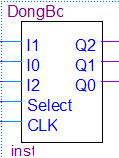 DongBc
I1 Q2
I0 Q1
I2 Q0
Select
CLK
inst